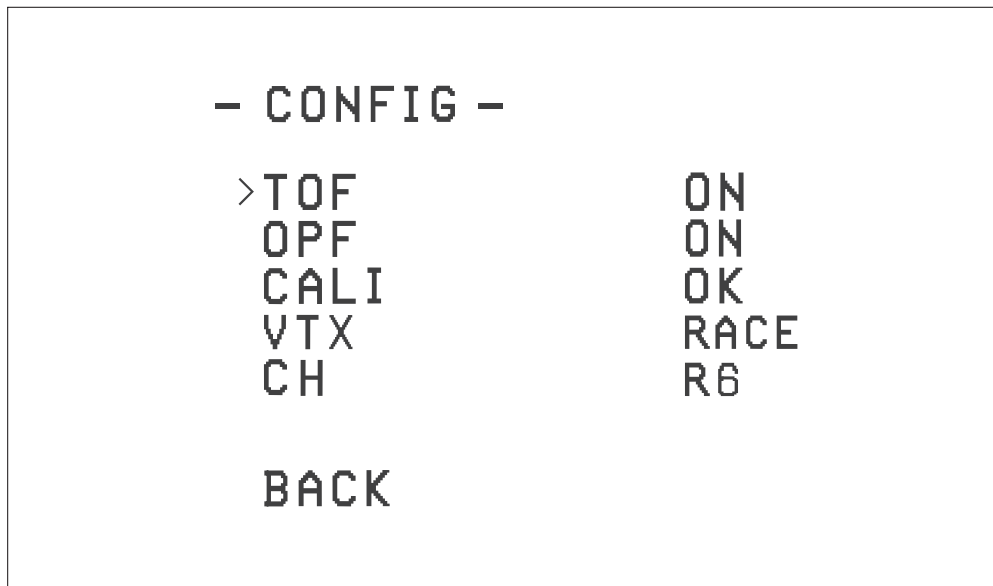 - CONFIG -
>TOF ON
OPF ON
CALI OK
VTX RACE
CH R6
BACK